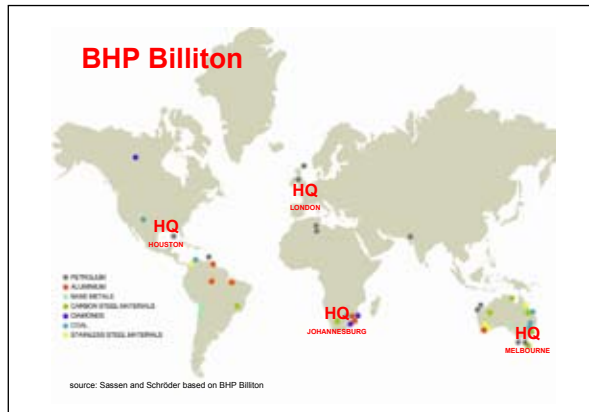 BHP Billiton
HQ
LONDON
HQ
HOUSTON
PETROLEUM
ALUMINIUM
BASE METALS
CARBON STEEL MATERIALS
DIAMONDS
COAL
STAINLESS STEEL MATERIALS
HQ
JOHANNESBURG
HQ
MELBOURNE
source: Sassen and Schröder based on BHP Billiton